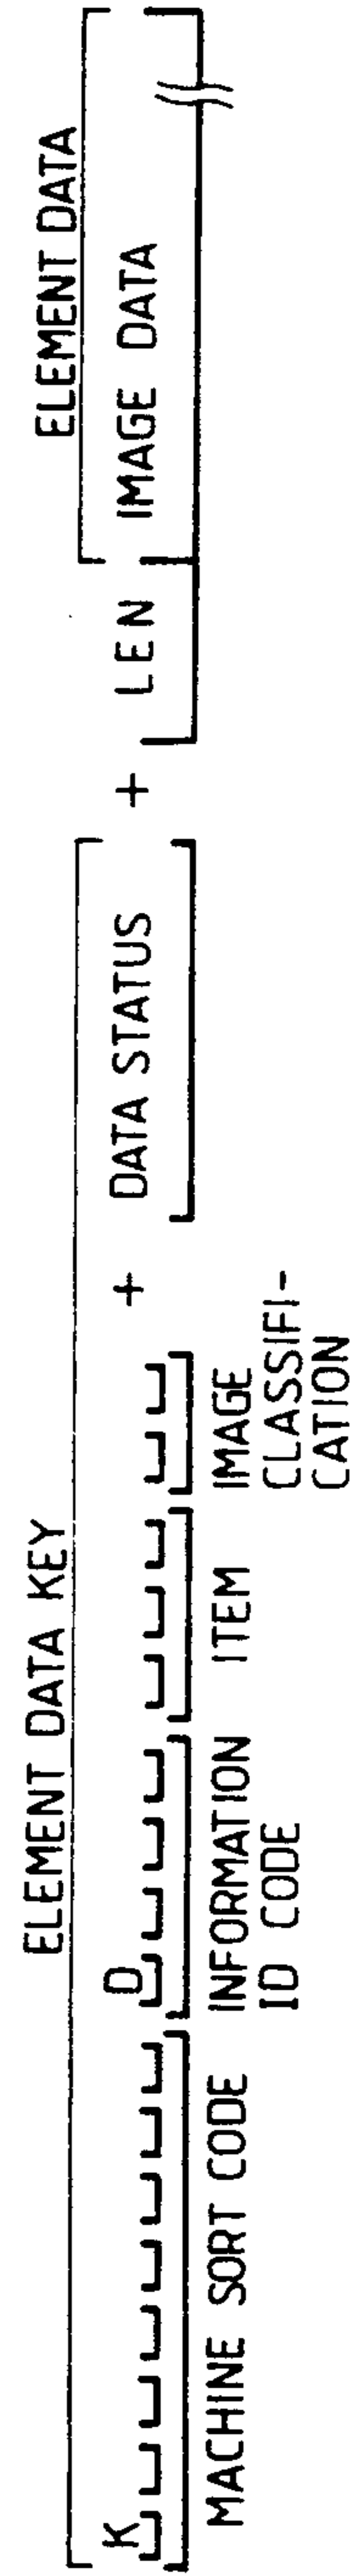 ELEMENT DATA KEY
ELEMENT DATA
K
D
+ DATA STATUS + LEN IMAGE DATA
MACHINE SORT CODE
INFORMATION
ID CODE
ITEM
IMAGE
CLASSIFI-
CATION